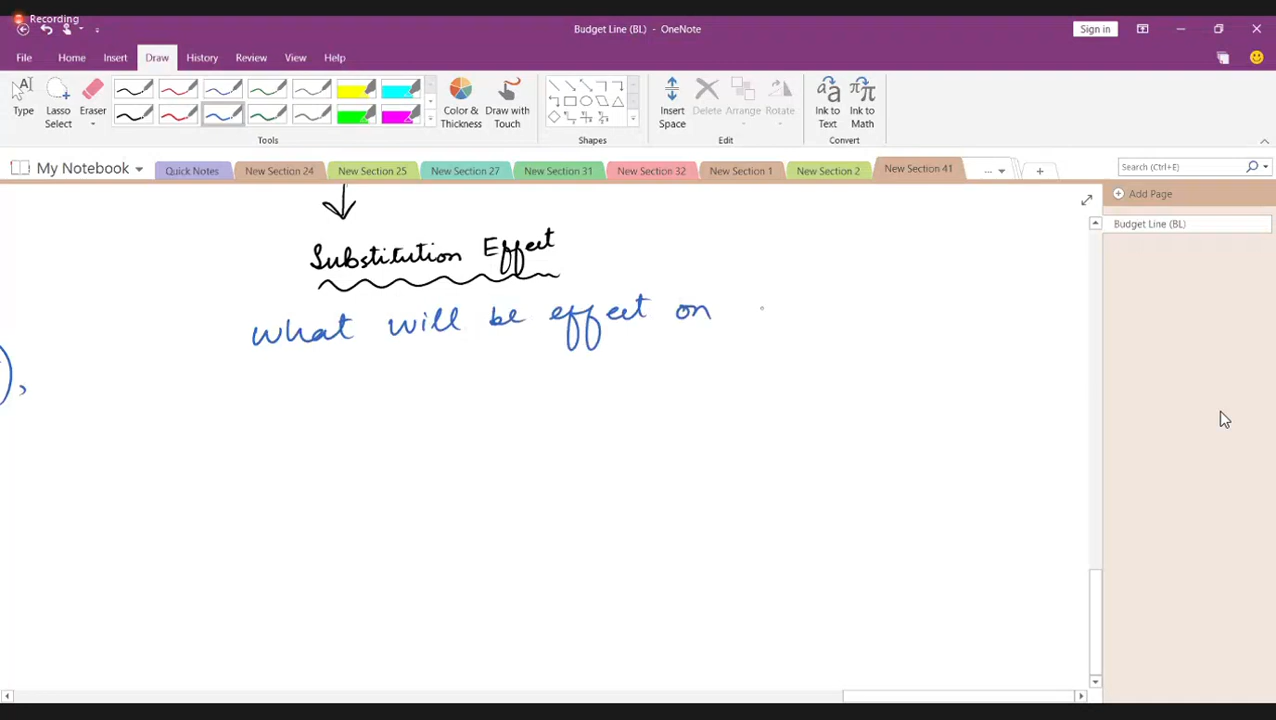 Recording
Budget Line (BL) - OneNote
Sign in
File Home Insert Draw History Review View Help
Type
Lasso Select
Eraser
Color & Thickness
Draw with Touch
Insert Space
Delete
Arrange
Rotate
Ink to Text
Ink to Math
Tools
Shapes
Edit
Convert
My Notebook
Quick Notes
New Section 24
New Section 25
New Section 27
New Section 31
New Section 32
New Section 1
New Section 2
New Section 41
...
Search (Ctrl+E)
Add Page
Budget Line (BL)
Substitution Effect
What will be effect on
),